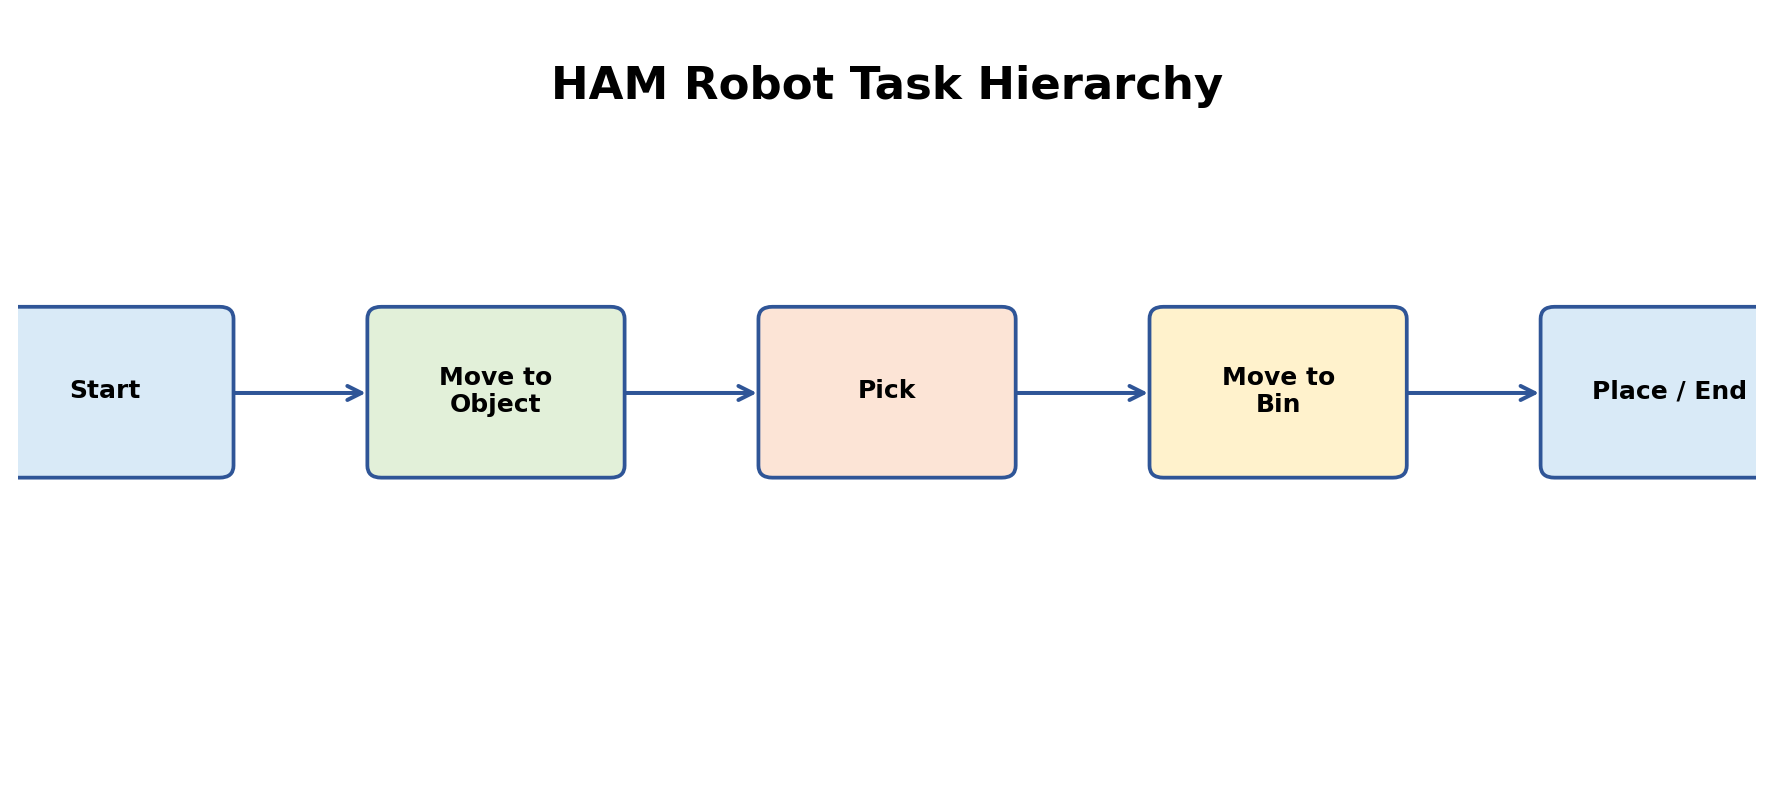 HAM Robot Task Hierarchy
Start
Move to
Object
Pick
Move to
Bin
Place / End